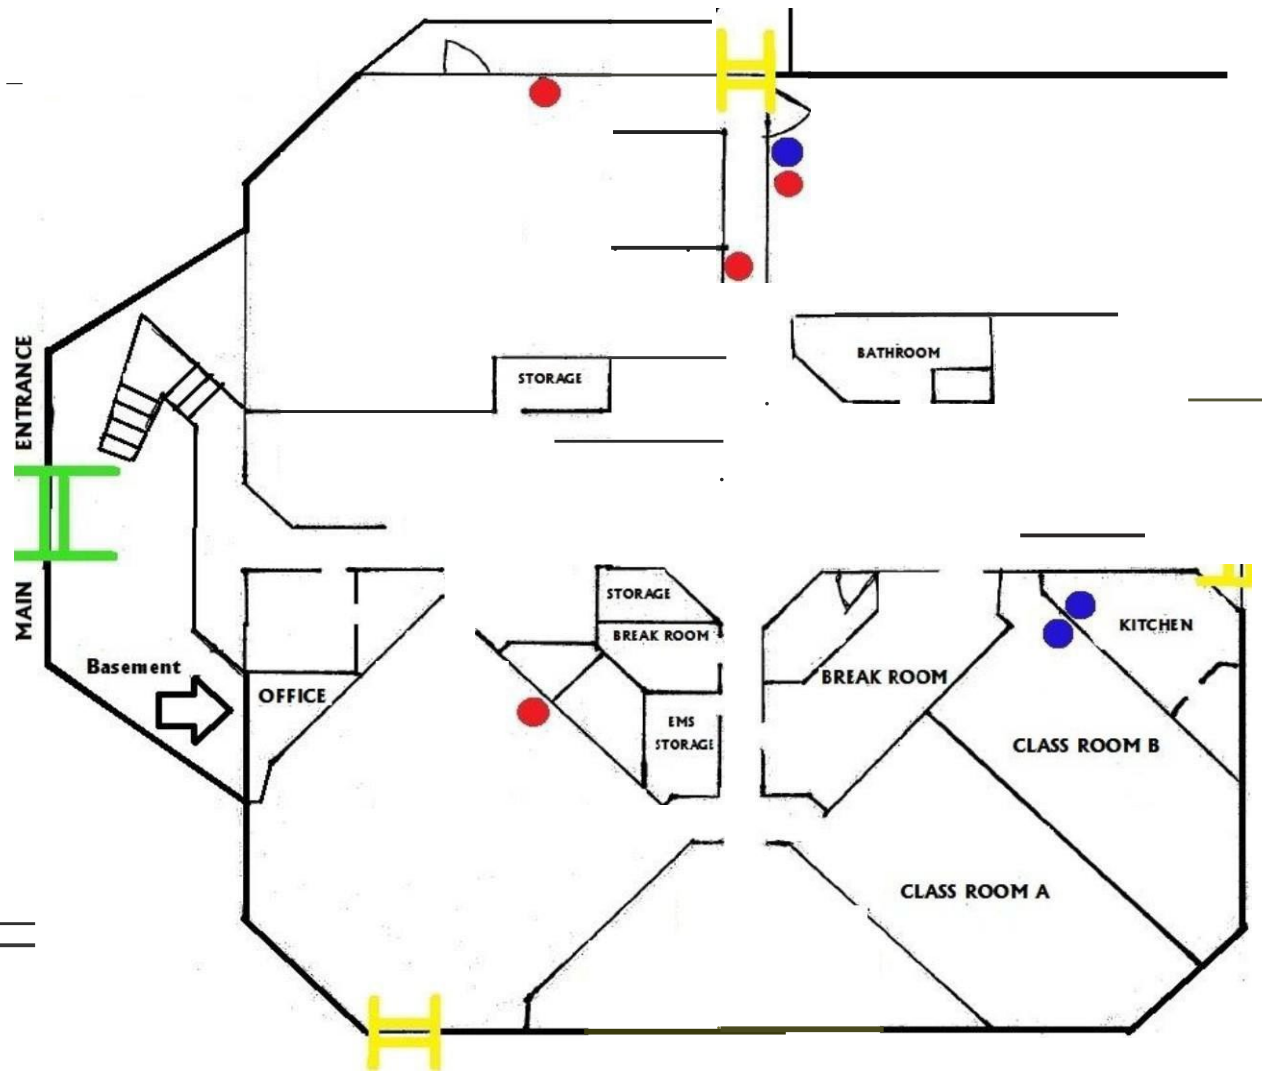 ENTRANCE
MAIN
STORAGE
BATHROOM
STORAGE
BREAK ROOM
KITCHEN
Basement
OFFICE
BREAK ROOM
EMS
STORAGE
CLASS ROOM B
CLASS ROOM A